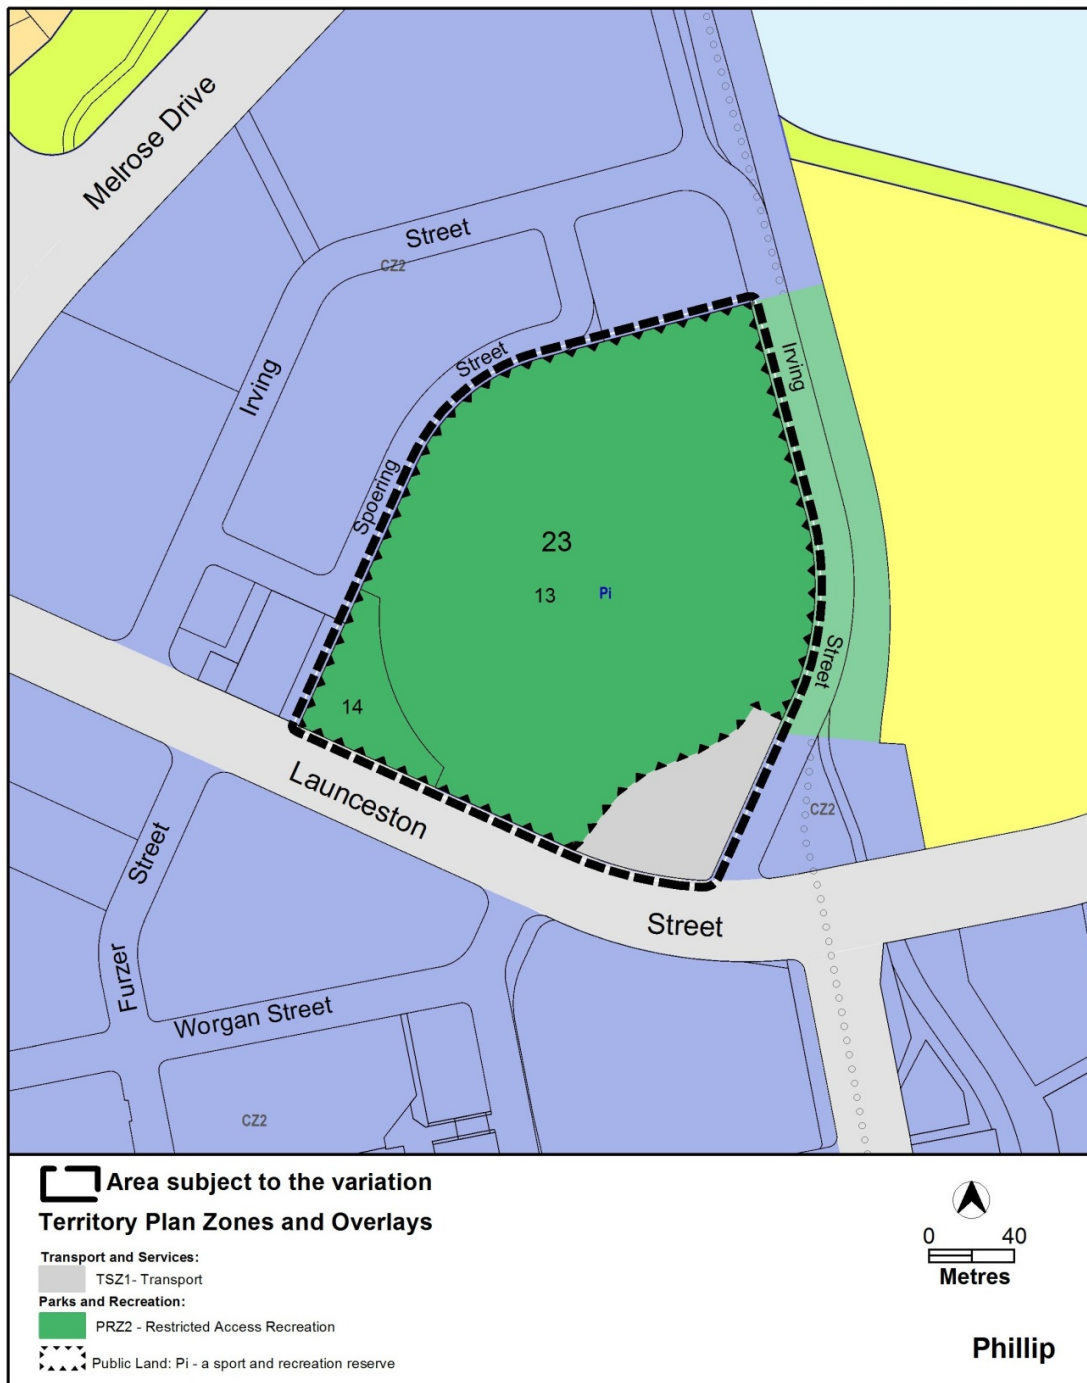 Melrose Drive
Street
CZ2
Irving
Street
Irving
Spoering
23
13
Pi
Street
14
Launceston
Street
CZ2
Street
Furzer
Worgan Street
CZ2
Area subject to the variation
Territory Plan Zones and Overlays
Transport and Services:
TSZ1- Transport
Parks and Recreation:
PRZ2 - Restricted Access Recreation
Public Land: Pi - a sport and recreation reserve
0 40
Metres
Phillip